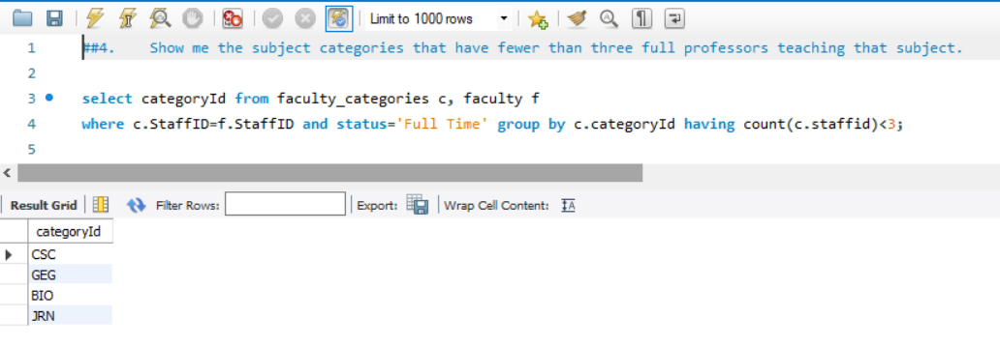 Limit to 1000 rows
1 ##4. Show me the subject categories that have fewer than three full professors teaching that subject.
2
3 select categoryId from faculty_categories c, faculty f
4 where c.StaffID=f.StaffID and status='Full Time' group by c.categoryId having count(c.staffid)<3;
5
Result Grid Filter Rows: Export: Wrap Cell Content: IA
categoryId
CSC
GEG
BIO
JRN